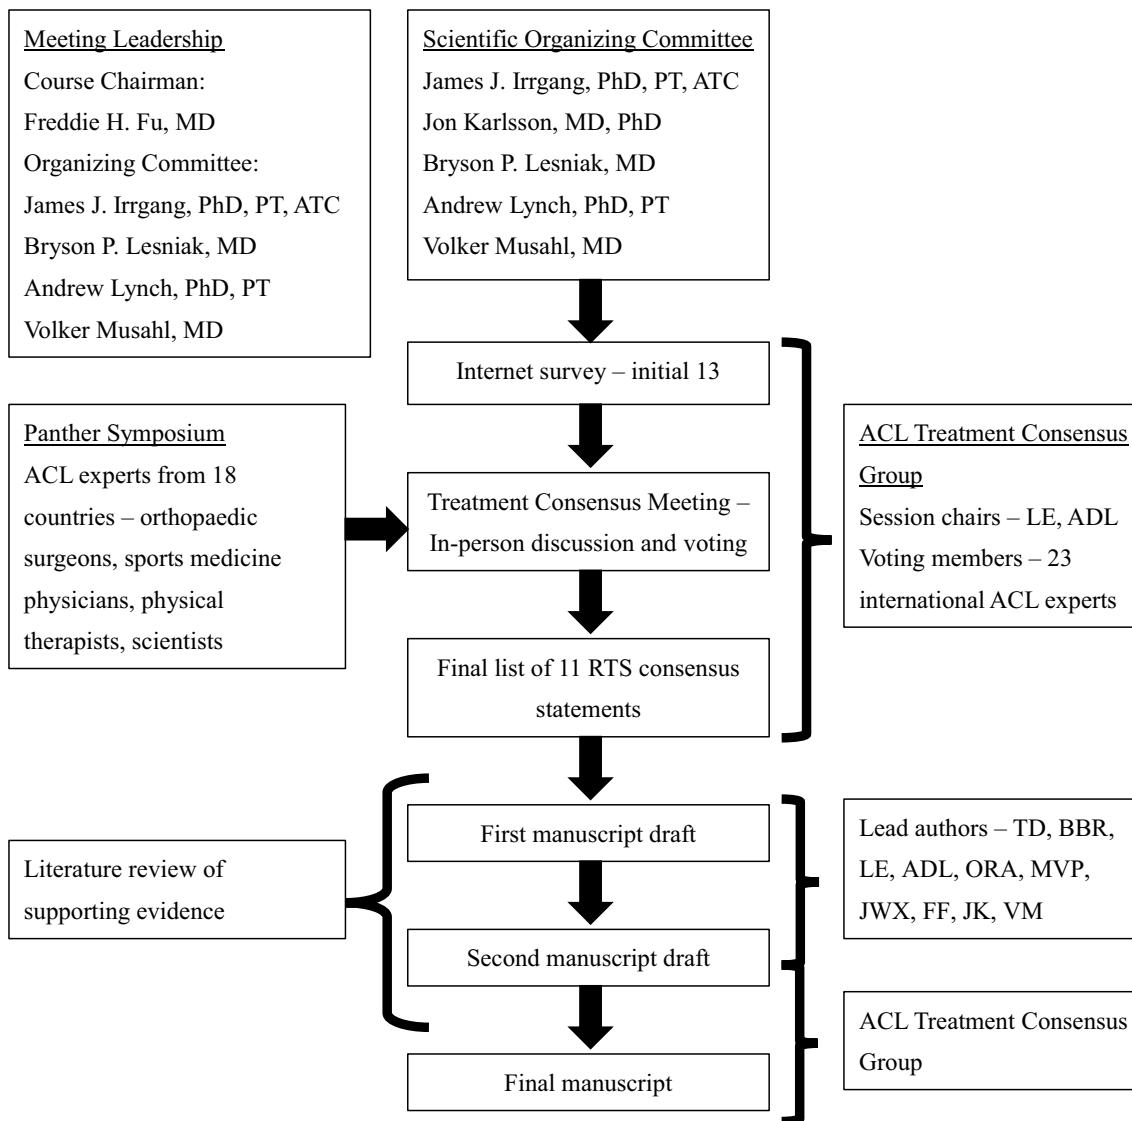 Meeting Leadership
Course Chairman:
Freddie H. Fu, MD
Organizing Committee:
James J. Irrgang, PhD, PT, ATC
Bryson P. Lesniak, MD
Andrew Lynch, PhD, PT
Volker Musahl, MD
Scientific Organizing Committee
James J. Irrgang, PhD, PT, ATC
Jon Karlsson, MD, PhD
Bryson P. Lesniak, MD
Andrew Lynch, PhD, PT
Volker Musahl, MD
Internet survey – initial 13
Panther Symposium
ACL experts from 18
countries – orthopaedic
surgeons, sports medicine
physicians, physical
therapists, scientists
Treatment Consensus Meeting –
In-person discussion and voting
ACL Treatment Consensus
Group
Session chairs – LE, ADL
Voting members – 23
international ACL experts
Final list of 11 RTS consensus
statements
Literature review of
supporting evidence
First manuscript draft
Second manuscript draft
Lead authors – TD, BBR,
LE, ADL, ORA, MVP,
JWX, FF, JK, VM
Final manuscript
ACL Treatment Consensus
Group